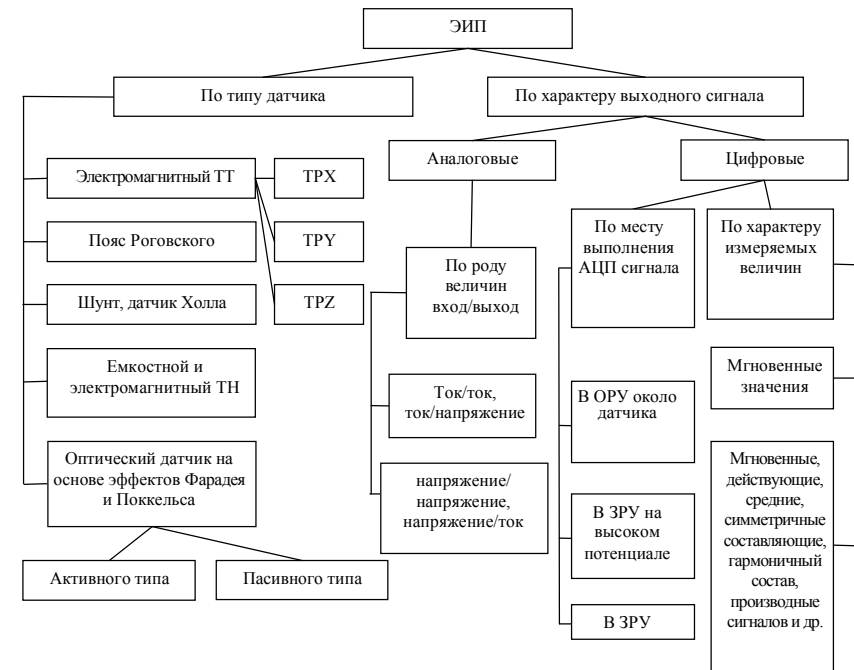 ЭИП
По типу датчика
По характеру выходного сигнала
Аналоговые
Цифровые
Электромагнитный ТТ
TPX
Пояс Роговского
TPY
Шунт, датчик Холла
TPZ
Емкостной и
электромагнитный ТН
Оптический датчик на
основе эффектов Фарадея
и Поккельса
Активного типа
Пасивного типа
По роду
величин
вход/выход
Ток/ток,
ток/напряжение
напряжение/
напряжение,
напряжение/ток
По месту
выполнения
АЦП сигнала
В ОРУ около
датчика
В ЗРУ на
высоком
потенциале
В ЗРУ
По характеру
измеряемых
величин
Мгновенные
значения
Мгновенные,
действующие,
средние,
симметричные
составляющие,
гармоничный
состав,
производные
сигналов и др.